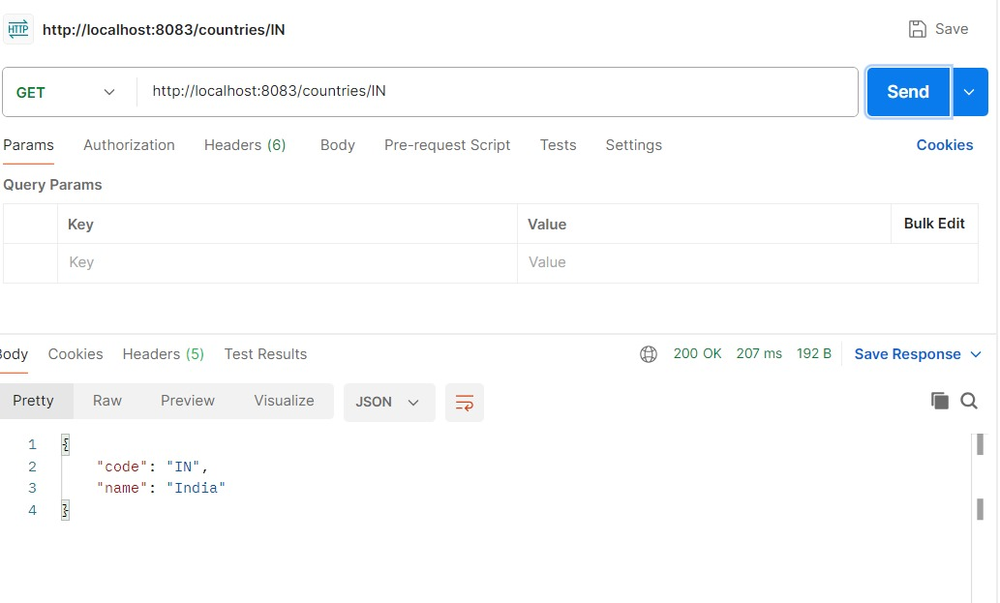 HTTP http://localhost:8083/countries/IN Save
GET http://localhost:8083/countries/IN Send
Params Authorization Headers (6) Body Pre-request Script Tests Settings Cookies
Query Params
Key Value Bulk Edit
Key Value
Body Cookies Headers (5) Test Results 200 OK 207 ms 192 B Save Response
Pretty Raw Preview Visualize JSON
1 {
2 "code": "IN",
3 "name": "India"
4 }